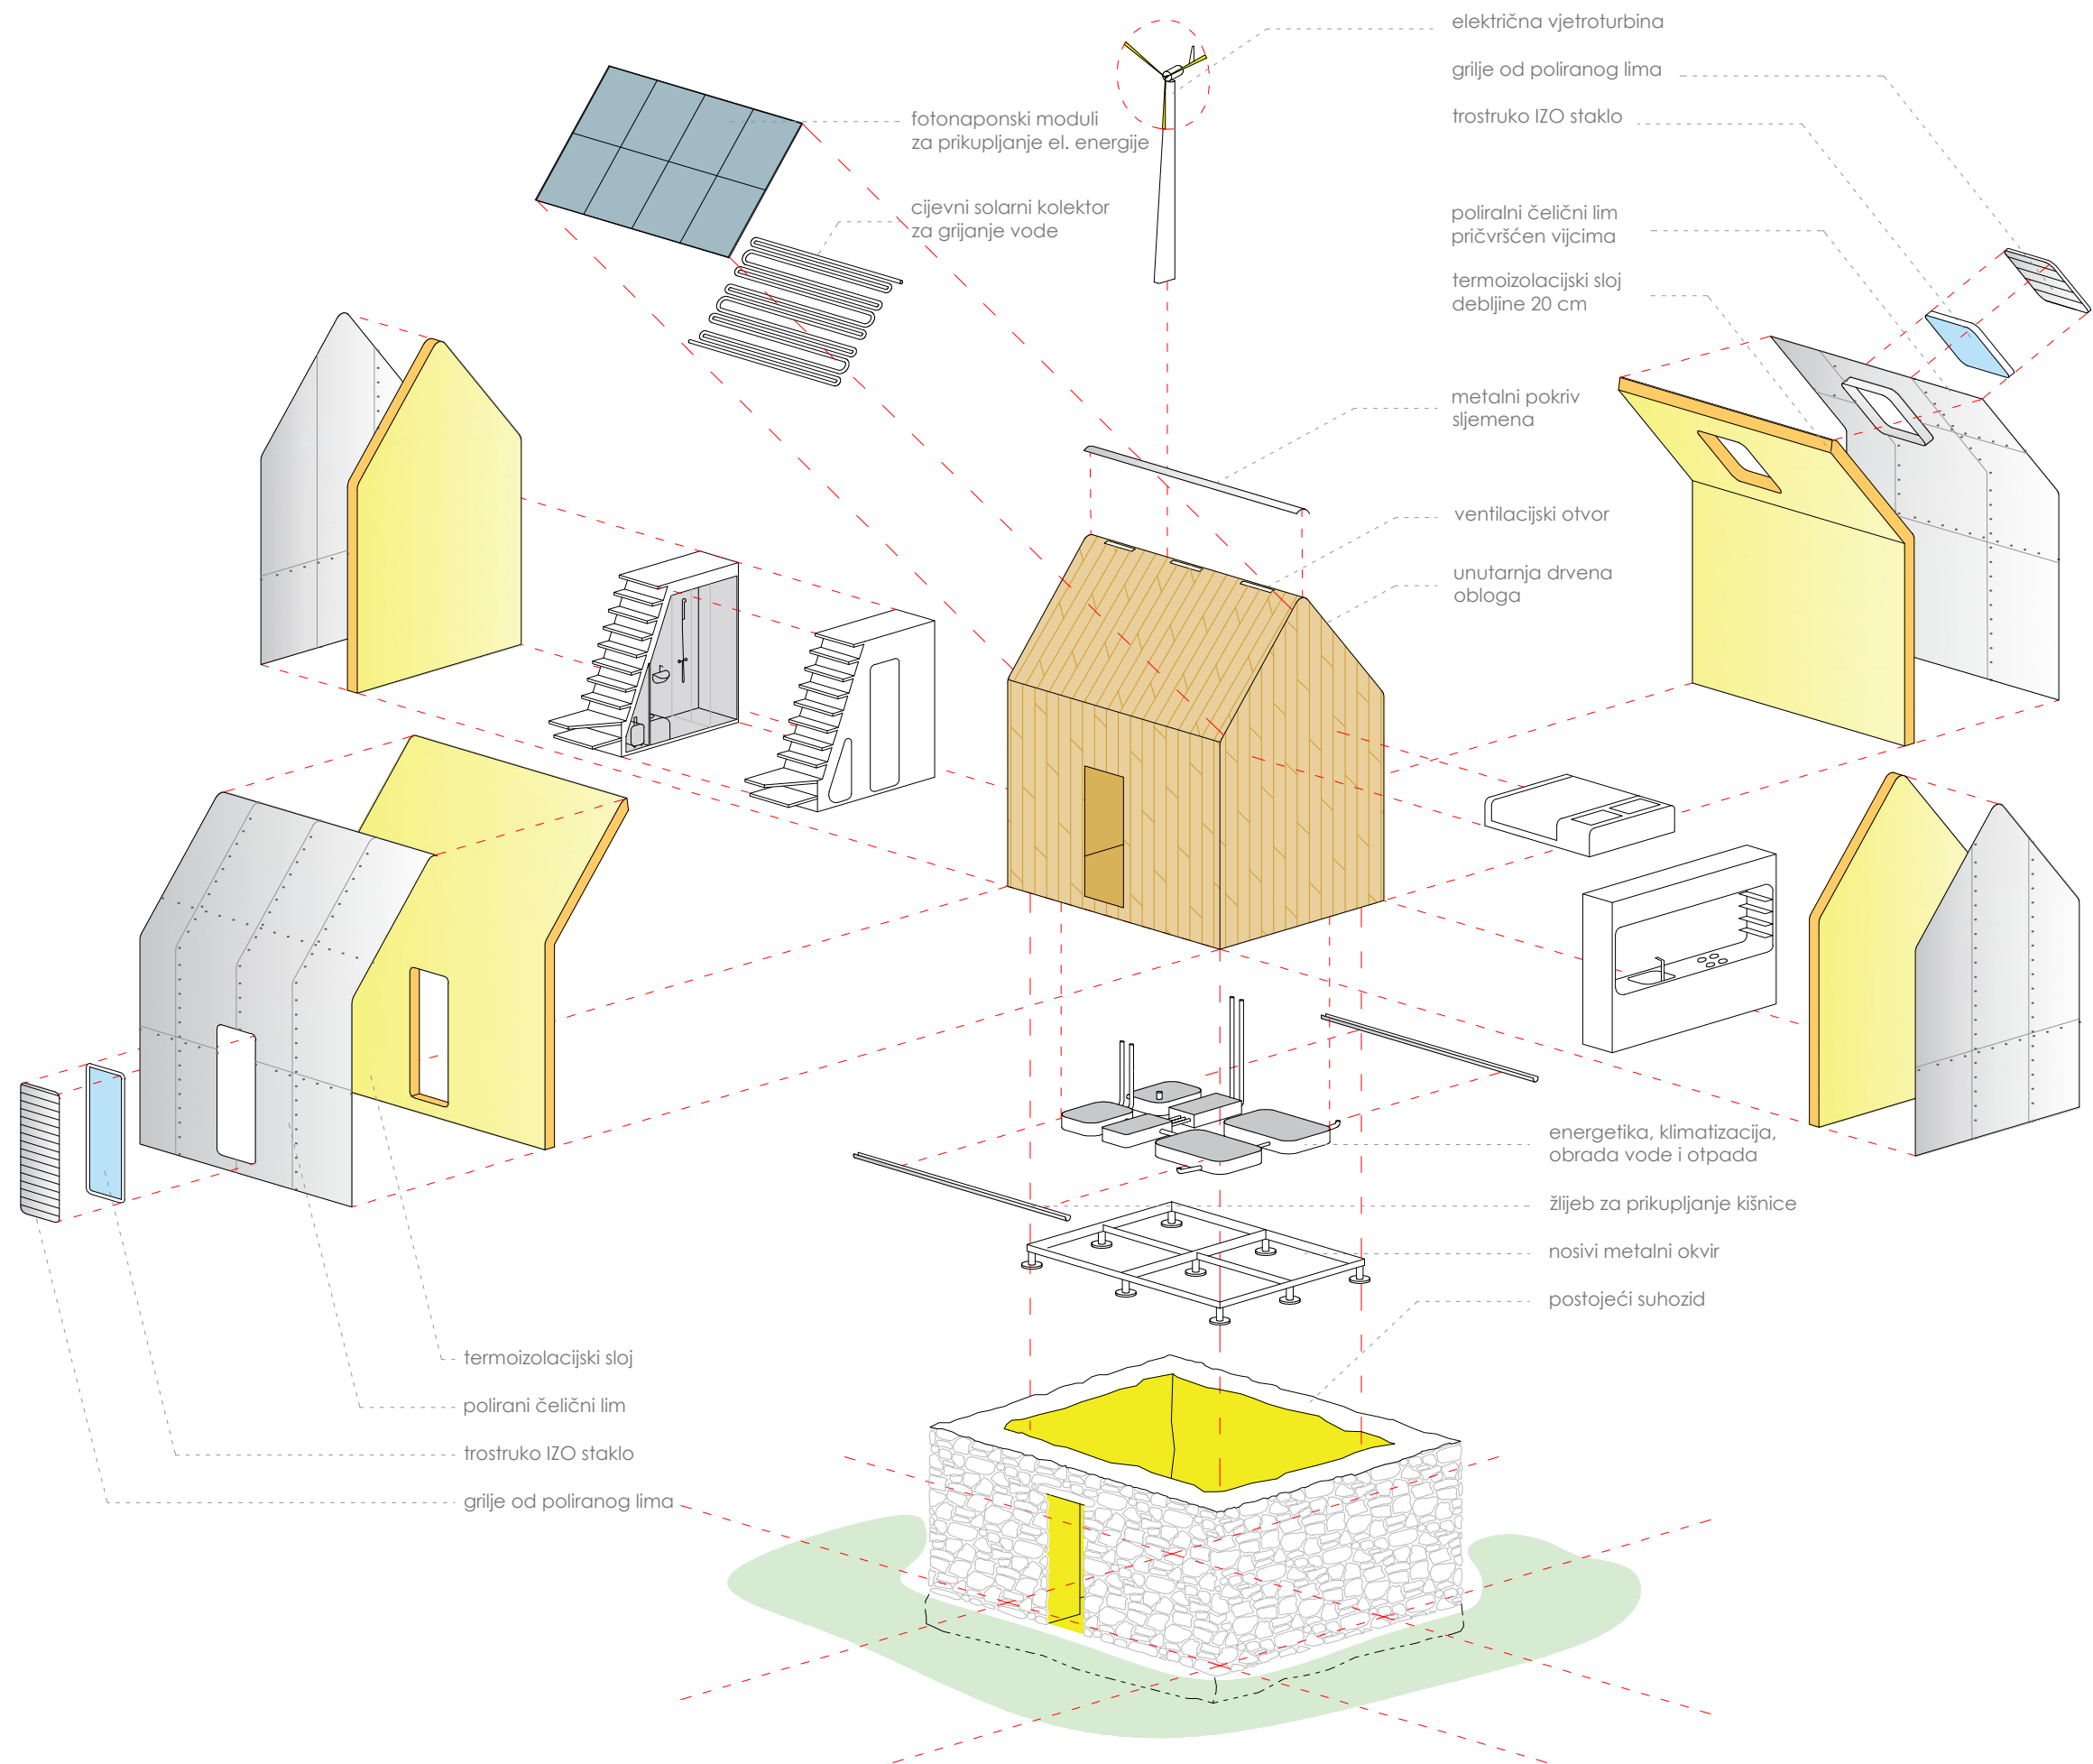 električna vjetroturbina
grilje od poliranog lima
trostruko IZO staklo
fotonaponski moduli
za prikupljanje el. energije
cijevni solarni kolektor
za grijanje vode
poliralni čelični lim
pričvršćen vijcima
termoizolacijski sloj
debljine 20 cm
metalni pokriv
sljemena
ventilacijski otvor
unutarnja drvena
obloga
energetika, klimatizacija,
obrada vode i otpada
žlijeb za prikupljanje kišnice
nosivi metalni okvir
postojeći suhozid
termoizolacijski sloj
polirani čelični lim
trostruko IZO staklo
grilje od poliranog lima